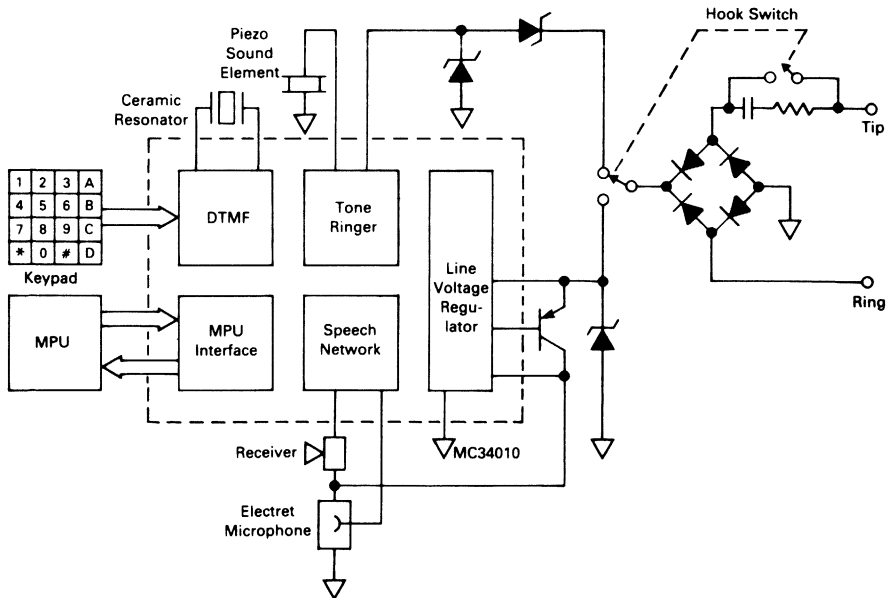 Hook Switch
Piezo
Sound
Element
Ceramic
Resonator
Tip
1 2 3 A
4 5 6 B
7 8 9 C
* 0 # D
Keypad
DTMF
Tone
Ringer
Line
Voltage
Regu-
lator
Ring
MPU
MPU
Interface
Speech
Network
Receiver
MC34010
Electret
Microphone